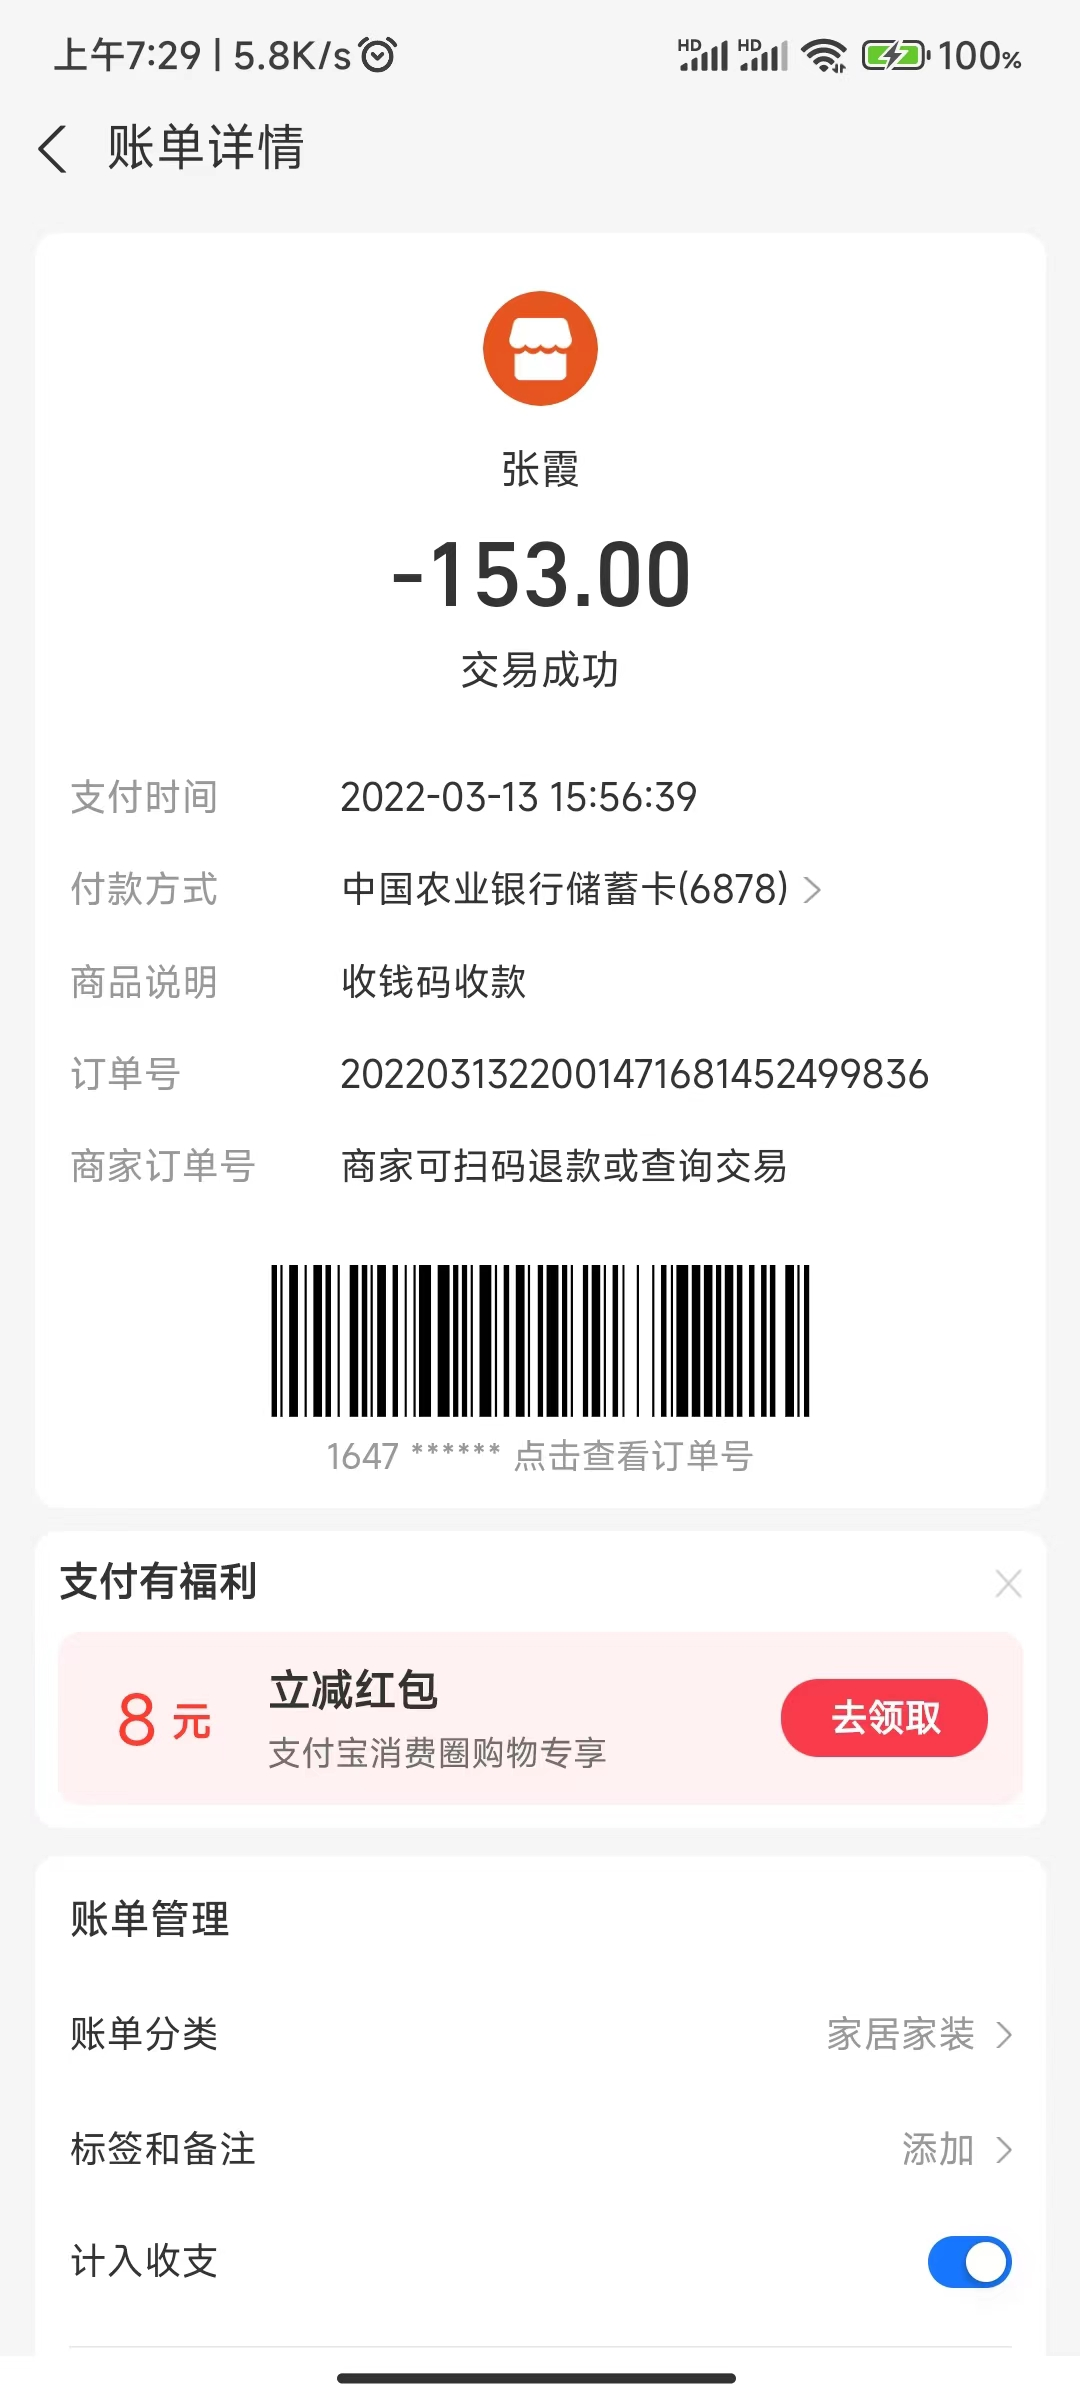 上午7:29 | 5.8K/s
HD HD 100%
账单详情
张霞
-153.00
交易成功
支付时间 2022-03-13 15:56:39
付款方式 中国农业银行储蓄卡(6878)
商品说明 收钱码收款
订单号 2022031322001471681452499836
商家订单号 商家可扫码退款或查询交易
1647 ****** 点击查看订单号
支付有福利
8 元 立减红包 去领取
支付宝消费圈购物专享
账单管理
账单分类 家居家装
标签和备注 添加
计入收支